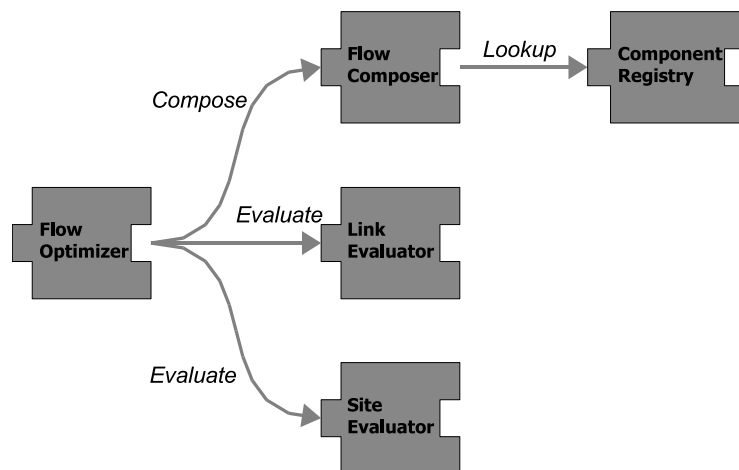 Flow
Composer
Lookup
Component
Registry
Compose
Flow
Optimizer
Evaluate
Link
Evaluator
Evaluate
Site
Evaluator